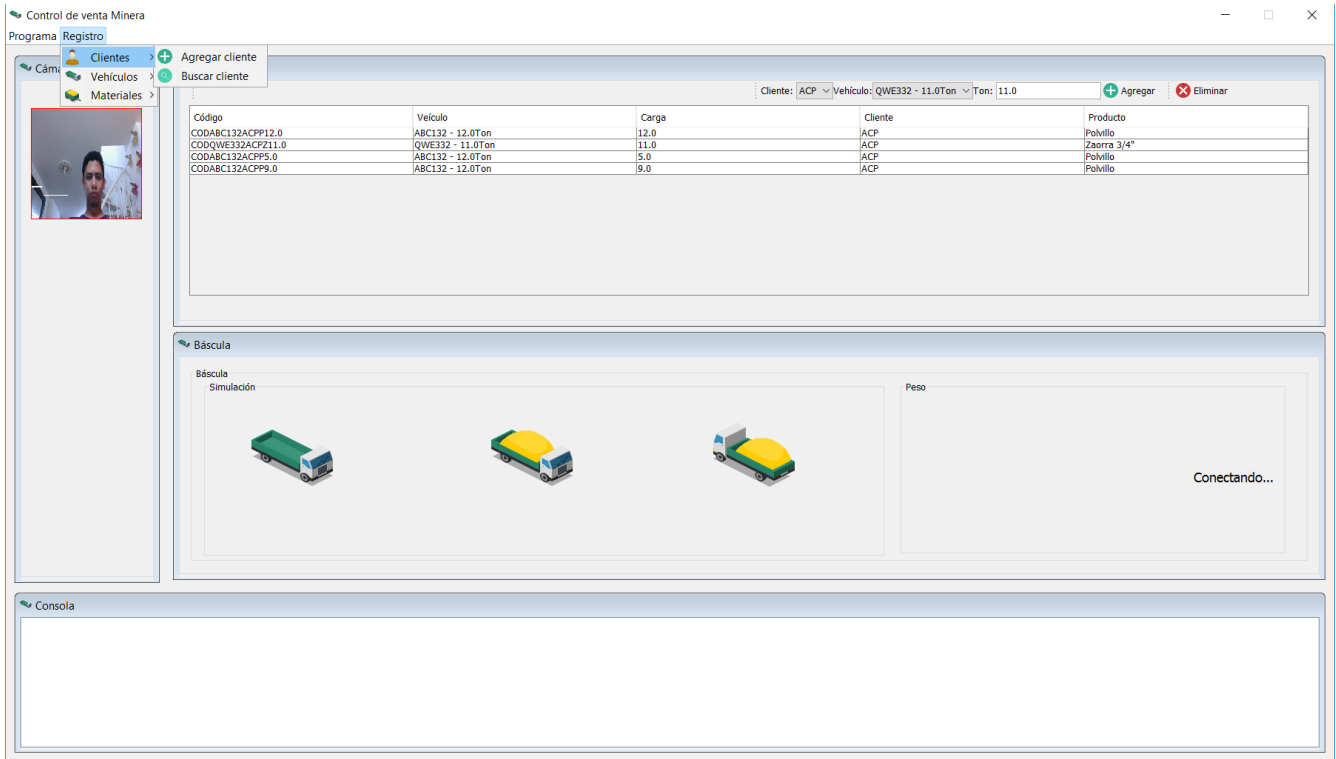 Control de venta Minera
Programa Registro
Clientes > Agregar cliente
Vehículos > Buscar cliente
Materiales >
Cáma
Cliente: ACP Vehículo: QWE332 - 11.0Ton Ton: 11.0 Agregar Eliminar
Código Veículo Carga Cliente Producto
CODABC132ACPP12.0 ABC132 - 12.0Ton 12.0 ACP Polvillo
CODQWE332ACPZ11.0 QWE332 - 11.0Ton 11.0 ACP Zaorra 3/4"
CODABC132ACPP5.0 ABC132 - 12.0Ton 5.0 ACP Polvillo
CODABC132ACPP9.0 ABC132 - 12.0Ton 9.0 ACP Polvillo
Báscula
Báscula
Simulación Peso
Conectando...
Consola